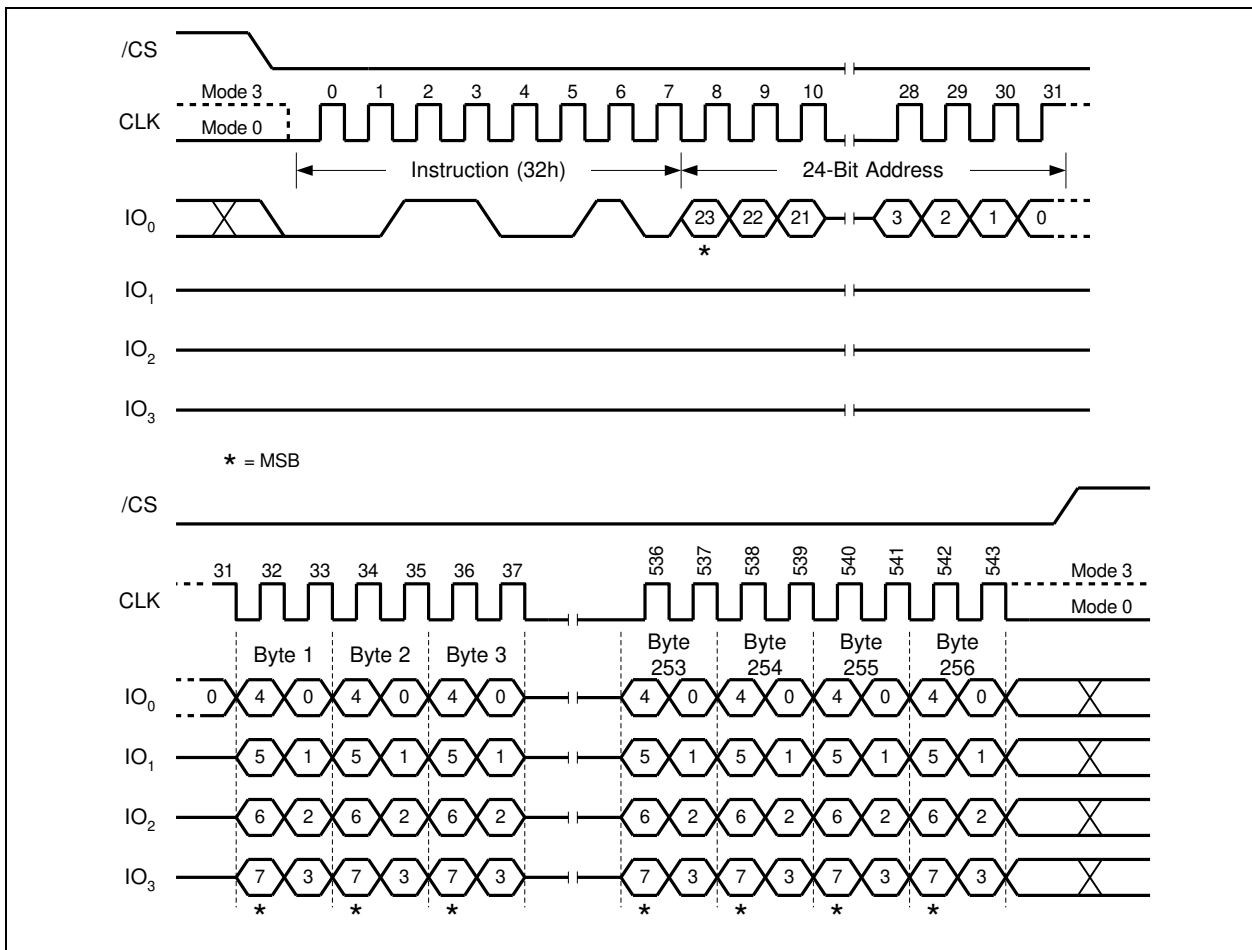 /CS
Mode 3 0 1 2 3 4 5 6 7 8 9 10 28 29 30 31
CLK
Mode 0
Instruction (32h) 24-Bit Address
IO0 23 22 21 3 2 1 0
*
IO1
IO2
IO3
* = MSB
/CS
31 32 33 34 35 36 37 536 537 538 539 540 541 542 543
Mode 3
CLK
Mode 0
Byte 1 Byte 2 Byte 3 Byte 253 Byte 254 Byte 255 Byte 256
IO0 0 4 0 4 0 4 0 4 0 4 0 4 0 4 0
IO1 5 1 5 1 5 1 5 1 5 1 5 1 5 1
IO2 6 2 6 2 6 2 6 2 6 2 6 2 6 2
IO3 7 3 7 3 7 3 7 3 7 3 7 3 7 3
* * * * * * *